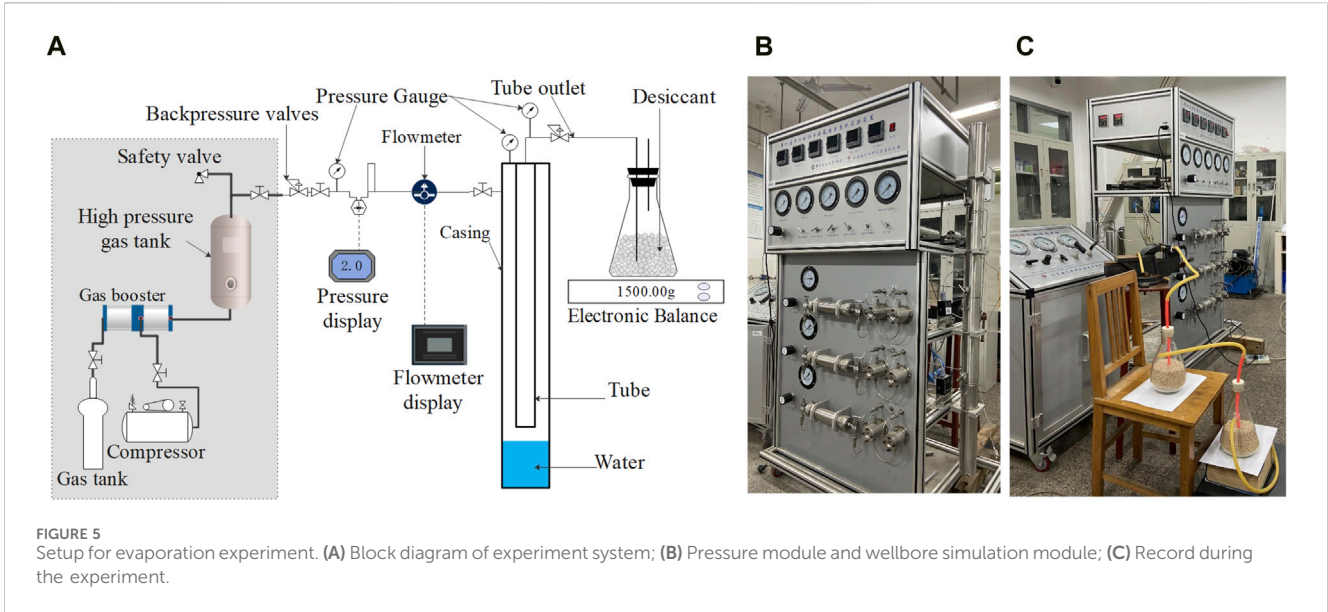 A
B
C
Pressure Gauge
Tube outlet
Desiccant
Backpressure valves
Flowmeter
Safety valve
High pressure
gas tank
Casing
2.0
1500.00g
Gas booster
Pressure
display
Electronic Balance
Flowmeter
display
Tube
Compressor
Water
Gas tank
FIGURE 5
Setup for evaporation experiment. (A) Block diagram of experiment system; (B) Pressure module and wellbore simulation module; (C) Record during
the experiment.